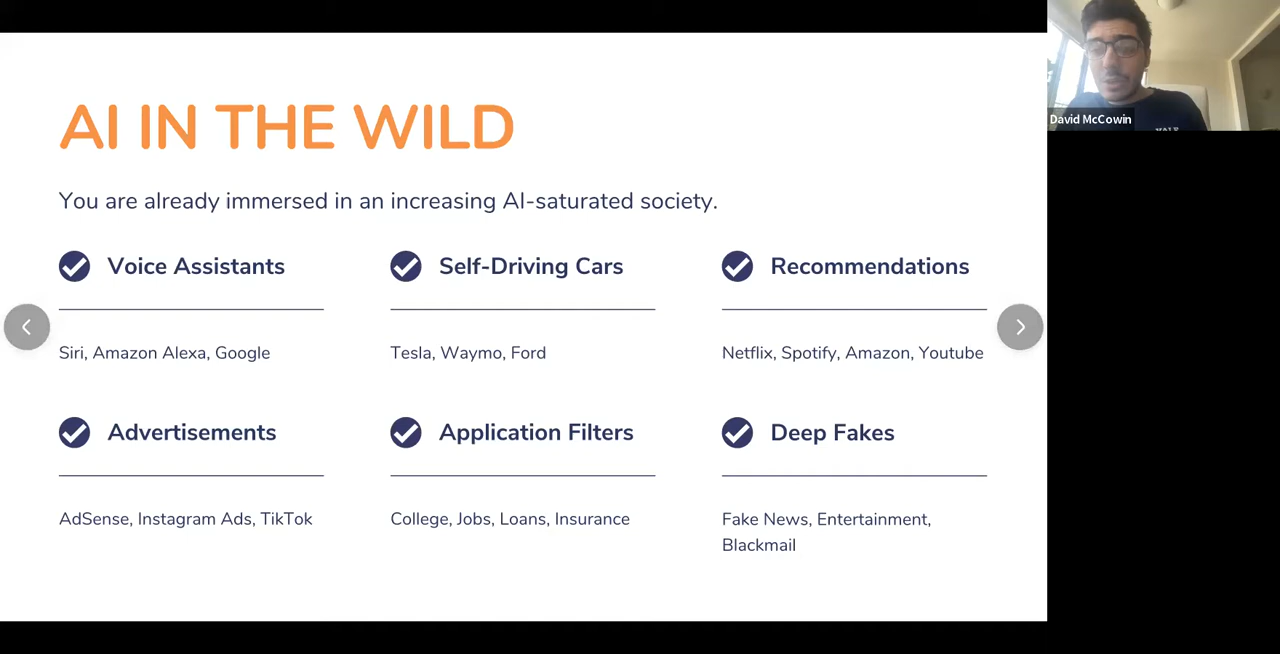 AI IN THE WILD
You are already immersed in an increasing AI-saturated society.
Voice Assistants
Siri, Amazon Alexa, Google
Self-Driving Cars
Tesla, Waymo, Ford
Recommendations
Netflix, Spotify, Amazon, Youtube
Advertisements
AdSense, Instagram Ads, TikTok
Application Filters
College, Jobs, Loans, Insurance
Deep Fakes
Fake News, Entertainment,
Blackmail
David McCowin